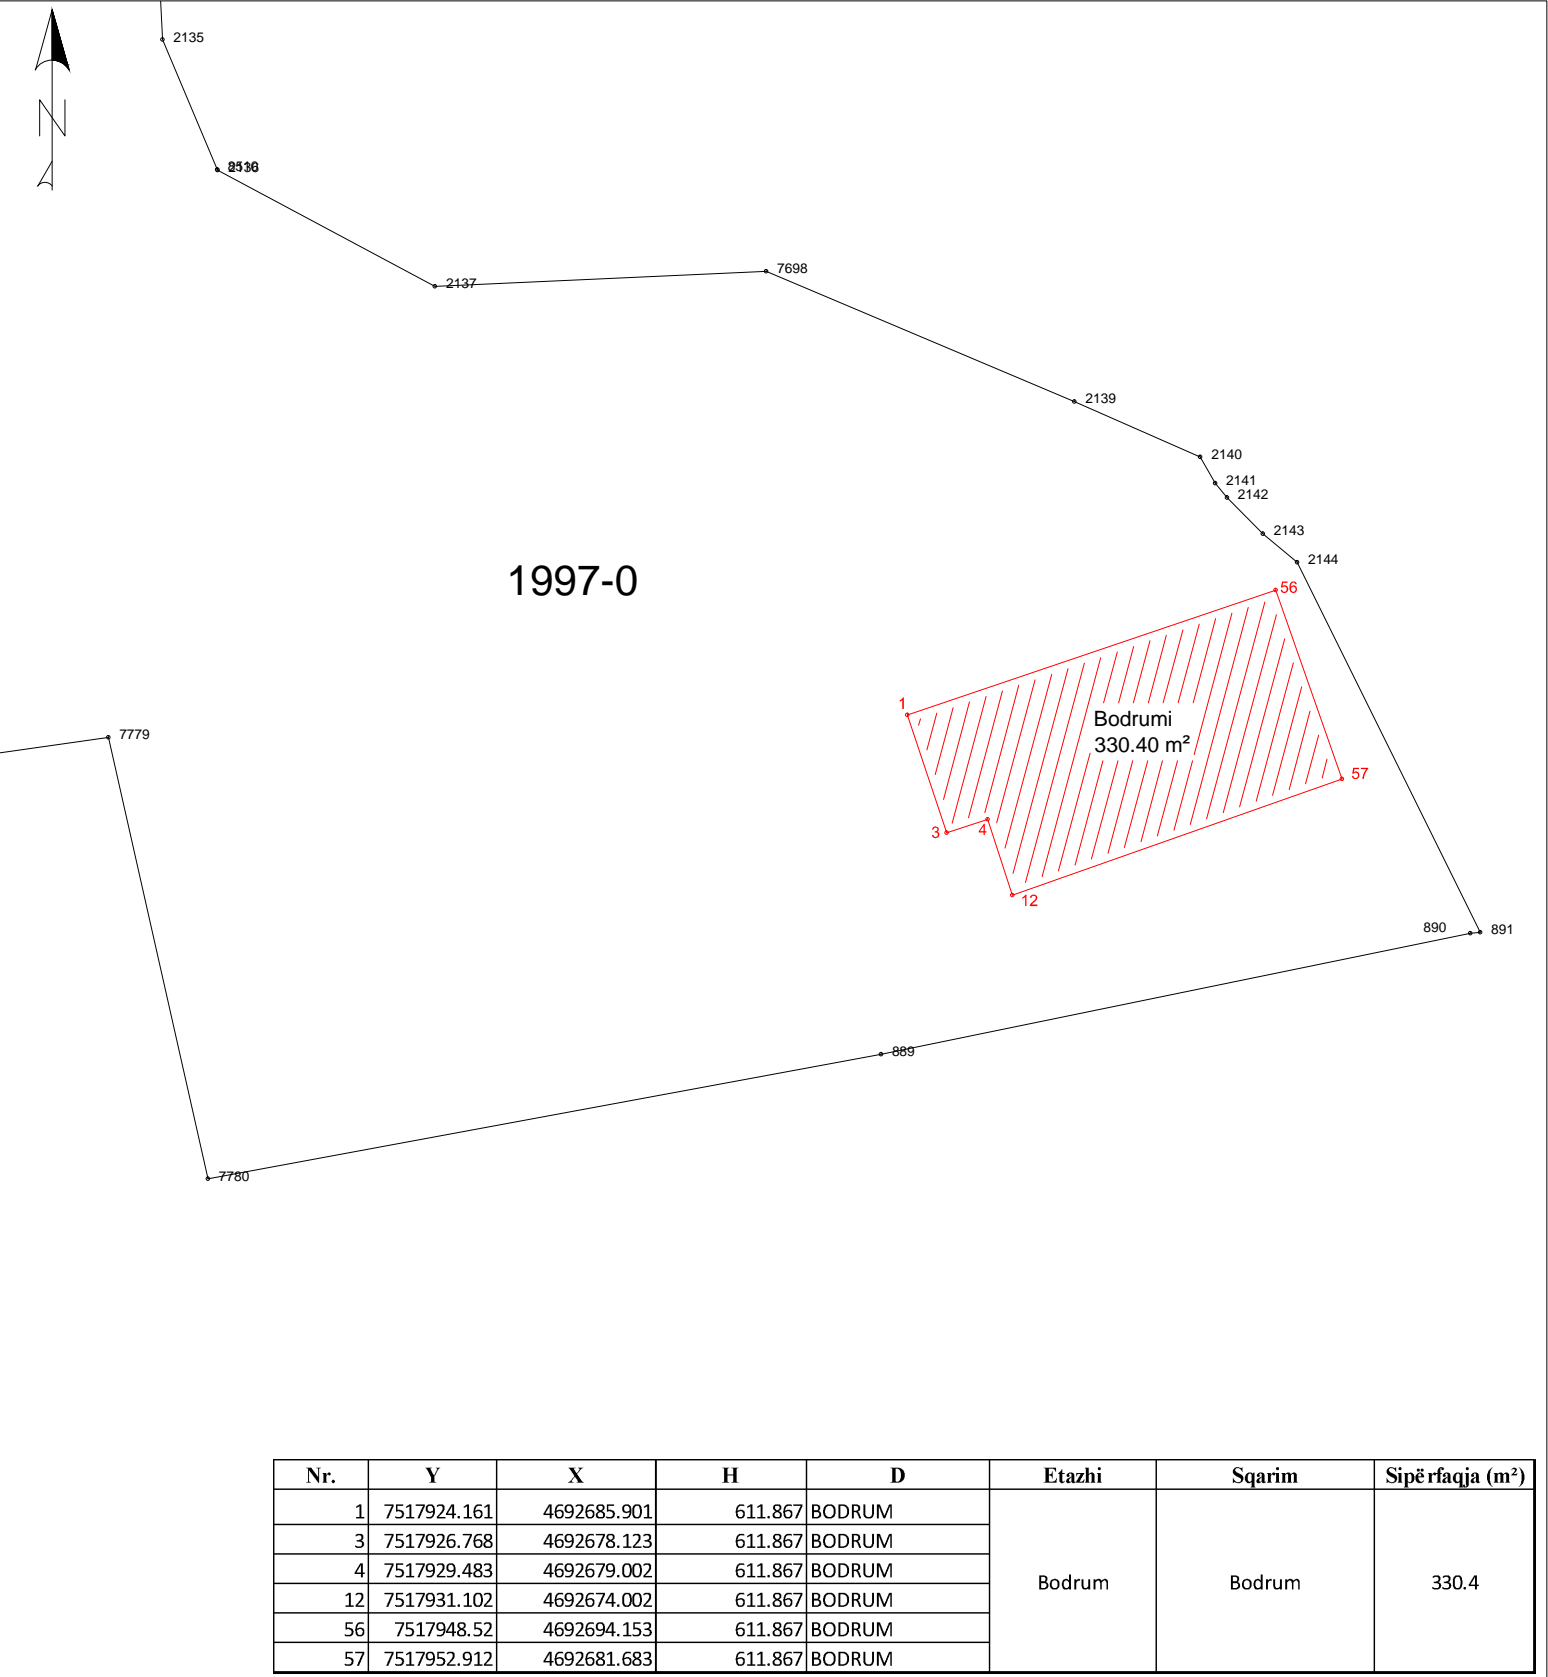 2135
N
2136
2137
7698
2139
2140
2141
2142
2143
2144
1997-0
56
1
7779
Bodrumi
330.40 m²
57
3
4
12
890
891
889
7780
Nr. Y X H D Etazhi Sqarim Sipërfaqja (m²)
1 7517924.161 4692685.901 611.867 BODRUM
3 7517926.768 4692678.123 611.867 BODRUM
4 7517929.483 4692679.002 611.867 BODRUM
Bodrum Bodrum 330.4
12 7517931.102 4692674.002 611.867 BODRUM
56 7517948.52 4692694.153 611.867 BODRUM
57 7517952.912 4692681.683 611.867 BODRUM